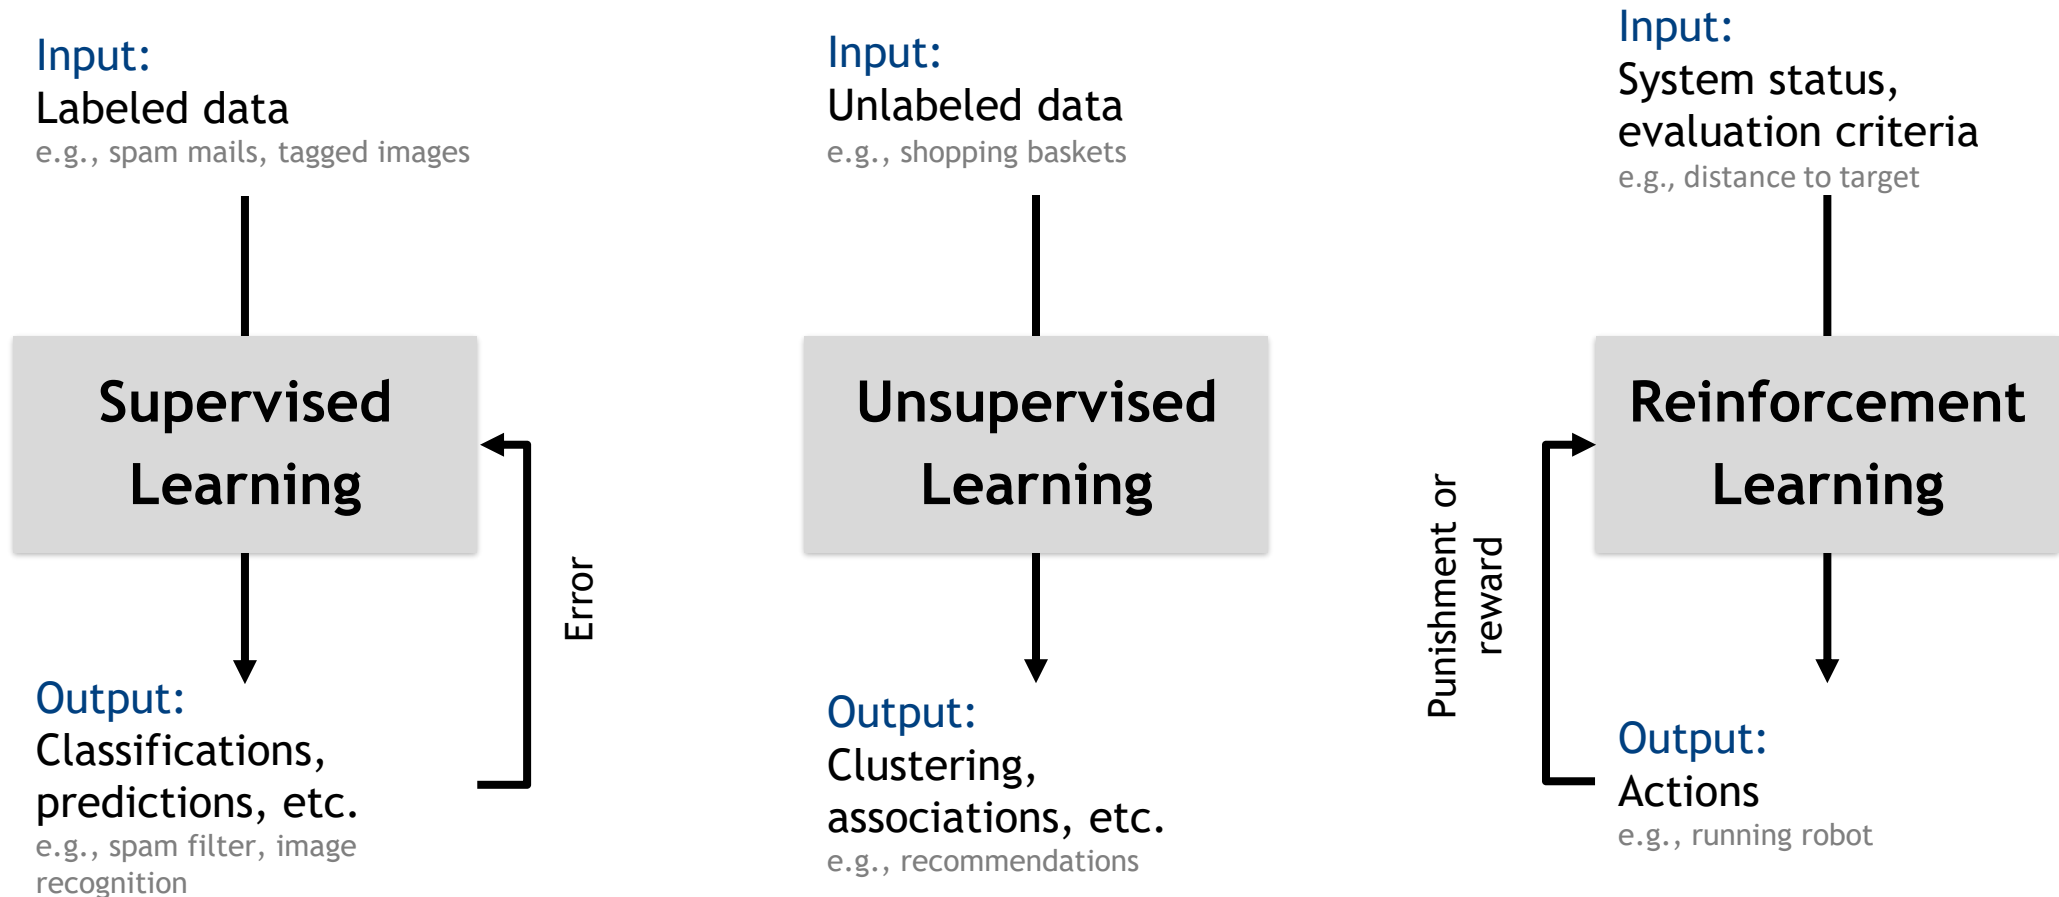 Input:
Labeled data
e.g., spam mails, tagged images
Supervised
Learning
Error
Output:
Classifications,
predictions, etc.
e.g., spam filter, image
recognition
Input:
Unlabeled data
e.g., shopping baskets
Unsupervised
Learning
Output:
Clustering,
associations, etc.
e.g., recommendations
Input:
System status,
evaluation criteria
e.g., distance to target
Reinforcement
Learning
Punishment or
reward
Output:
Actions
e.g., running robot